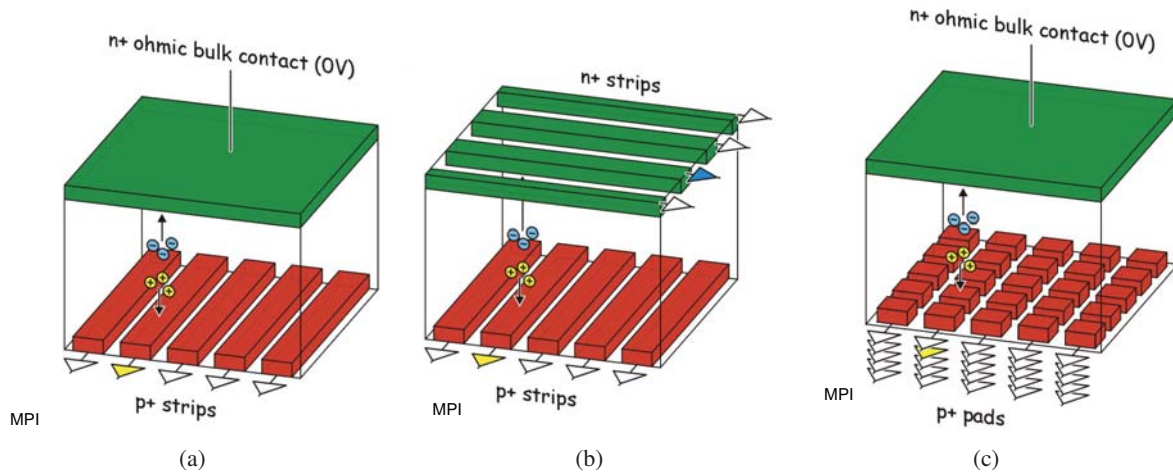 n+ ohmic bulk contact (0V)
p+ strips
MPI
(a)
n+ strips
p+ strips
MPI
(b)
n+ ohmic bulk contact (0V)
p+ pads
MPI
(c)